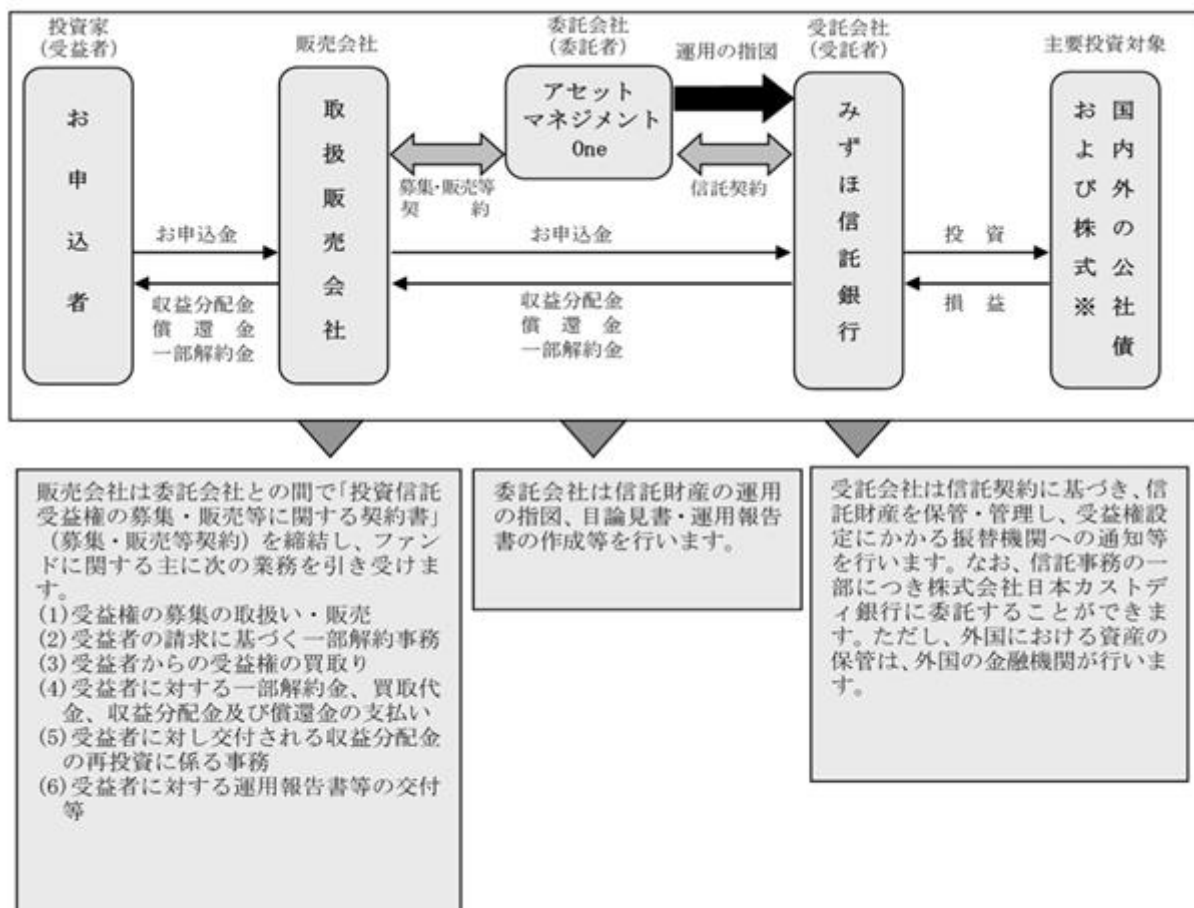 投資家
(受益者)
お申込者
販売会社
取扱販売会社
委託会社
(委託者)
アセット
マネジメント
One
運用の指図
受託会社
(受託者)
みずほ信託銀行
主要投資対象
国内外の公社債
および株式※
募集・販売等
契　　約
信託契約
お申込金
お申込金
投　資
収益分配金
償　還　金
一部解約金
収益分配金
償　還　金
一部解約金
損　益
販売会社は委託会社との間で「投資信託
受益権の募集・販売等に関する契約書」
(募集・販売等契約)を締結し、ファン
ドに関する主に次の業務を引き受けま
す。
(1)受益権の募集の取扱い・販売
(2)受益者の請求に基づく一部解約事務
(3)受益者からの受益権の買取り
(4)受益者に対する一部解約金、買取代
金、収益分配金及び償還金の支払い
(5)受益者に対し交付される収益分配金
の再投資に係る事務
(6)受益者に対する運用報告書等の交付
等
委託会社は信託財産の運用
の指図、目論見書・運用報告
書の作成等を行います。
受託会社は信託契約に基づき、信
託財産を保管・管理し、受益権設
定にかかる振替機関への通知等
を行います。なお、信託事務の一
部につき株式会社日本カストデ
ィ銀行に委託することができま
す。ただし、外国における資産の
保管は、外国の金融機関が行いま
す。